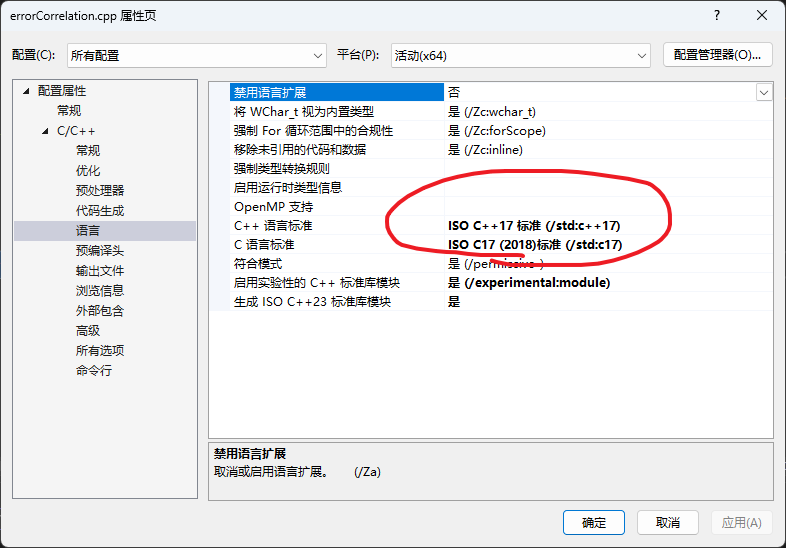 errorCorrelation.cpp 属性页
配置(C): 所有配置 平台(P): 活动(x64) 配置管理器(O)...
配置属性
常规
C/C++
常规
优化
预处理器
代码生成
语言
预编译头
输出文件
浏览信息
外部包含
高级
所有选项
命令行
禁用语言扩展 否
将 WChar_t 视为内置类型 是 (/Zc:wchar_t)
强制 For 循环范围中的合规性 是 (/Zc:forScope)
移除未引用的代码和数据 是 (/Zc:inline)
强制类型转换规则
启用运行时类型信息
OpenMP 支持
C++ 语言标准 ISO C++17 标准 (/std:c++17)
C 语言标准 ISO C17 (2018)标准 (/std:c17)
符合模式 是 (/permissive-)
启用实验性的 C++ 标准库模块 是 (/experimental:module)
生成 ISO C++23 标准库模块 是
禁用语言扩展
取消或启用语言扩展。 (/Za)
确定 取消 应用(A)